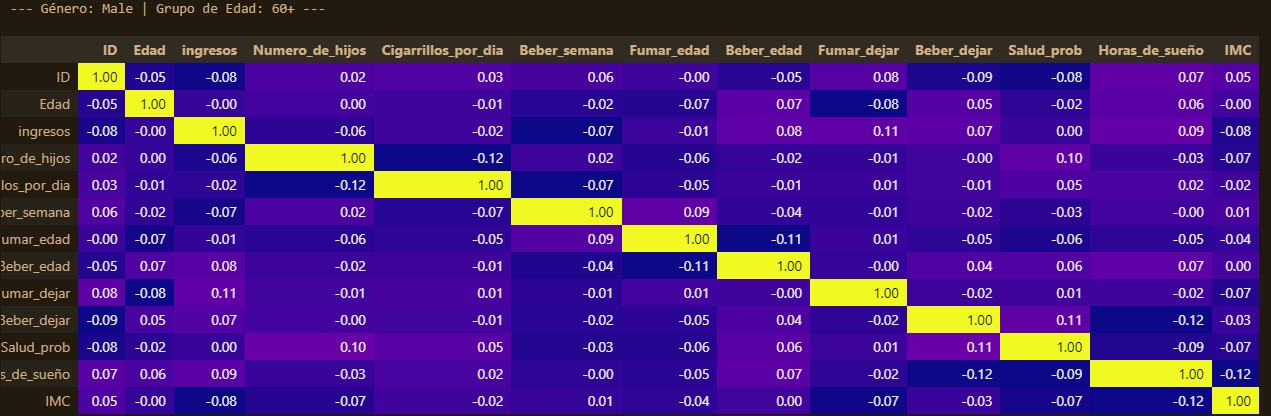 --- Género: Male | Grupo de Edad: 60+ ---
ID Edad ingresos Numero_de_hijos Cigarrillos_por_dia Beber_semana Fumar_edad Beber_edad Fumar_dejar Beber_dejar Salud_prob Horas_de_sueño IMC
ID 1.00 -0.05 -0.08 0.02 0.03 0.06 -0.00 -0.05 0.08 -0.09 -0.08 0.07 0.05
Edad -0.05 1.00 -0.00 0.00 -0.01 -0.02 -0.07 0.07 -0.08 0.05 -0.02 0.06 -0.00
ingresos -0.08 -0.00 1.00 -0.06 -0.02 -0.07 -0.01 0.08 0.11 0.07 0.00 0.09 -0.08
ro_de_hijos 0.02 0.00 -0.06 1.00 -0.12 0.02 -0.06 -0.02 -0.01 -0.00 0.10 -0.03 -0.07
los_por_dia 0.03 -0.01 -0.02 -0.12 1.00 -0.07 -0.05 -0.01 0.01 -0.01 0.05 0.02 -0.02
ber_semana 0.06 -0.02 -0.07 0.02 -0.07 1.00 0.09 -0.04 -0.01 -0.02 -0.03 -0.00 0.01
umar_edad -0.00 -0.07 -0.01 -0.06 -0.05 0.09 1.00 -0.11 0.01 -0.05 -0.06 -0.05 -0.04
Beber_edad -0.05 0.07 0.08 -0.02 -0.01 -0.04 -0.11 1.00 -0.00 0.04 0.06 0.07 0.00
umar_dejar 0.08 -0.08 0.11 -0.01 0.01 -0.01 0.01 -0.00 1.00 -0.02 0.01 -0.02 -0.07
Beber_dejar -0.09 0.05 0.07 -0.00 -0.01 -0.02 -0.05 0.04 -0.02 1.00 0.11 -0.12 -0.03
Salud_prob -0.08 -0.02 0.00 0.10 0.05 -0.03 -0.06 0.06 0.01 0.11 1.00 -0.09 -0.07
s_de_sueño 0.07 0.06 0.09 -0.03 0.02 -0.00 -0.05 0.07 -0.02 -0.12 -0.09 1.00 -0.12
IMC 0.05 -0.00 -0.08 -0.07 -0.02 0.01 -0.04 0.00 -0.07 -0.03 -0.07 -0.12 1.00